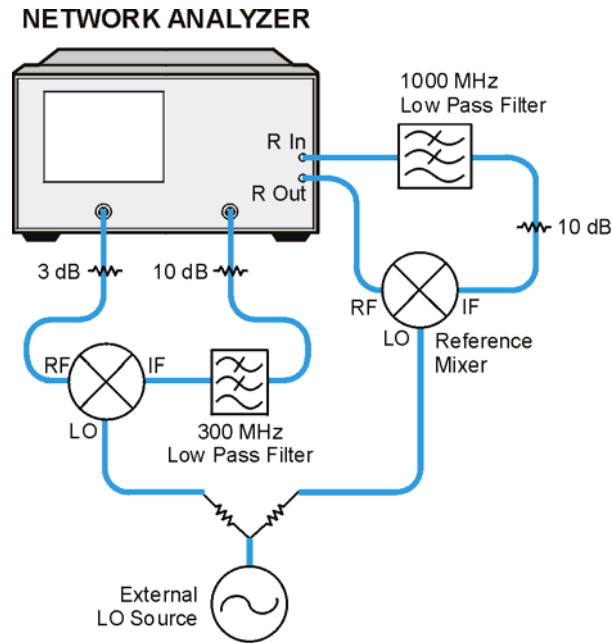 NETWORK ANALYZER
1000 MHz
Low Pass Filter
R In
R Out
10 dB
3 dB
10 dB
RF
IF
LO
Reference
Mixer
RF
IF
LO
300 MHz
Low Pass Filter
External
LO Source